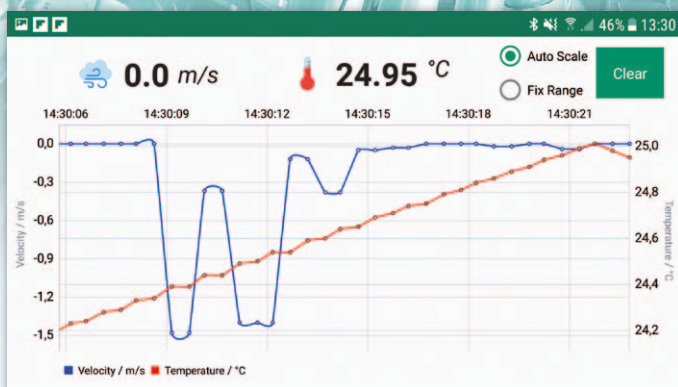 46% 13:30
0.0 m/s
24.95 °C
Auto Scale
Fix Range
Clear
14:30:06 14:30:09 14:30:12 14:30:15 14:30:18 14:30:21
0,0
-0,3
-0,6
-0,9
-1,2
-1,5
Velocity / m/s
25,0
24,8
24,6
24,4
24,2
Temperature / °C
Velocity / m/s Temperature / °C